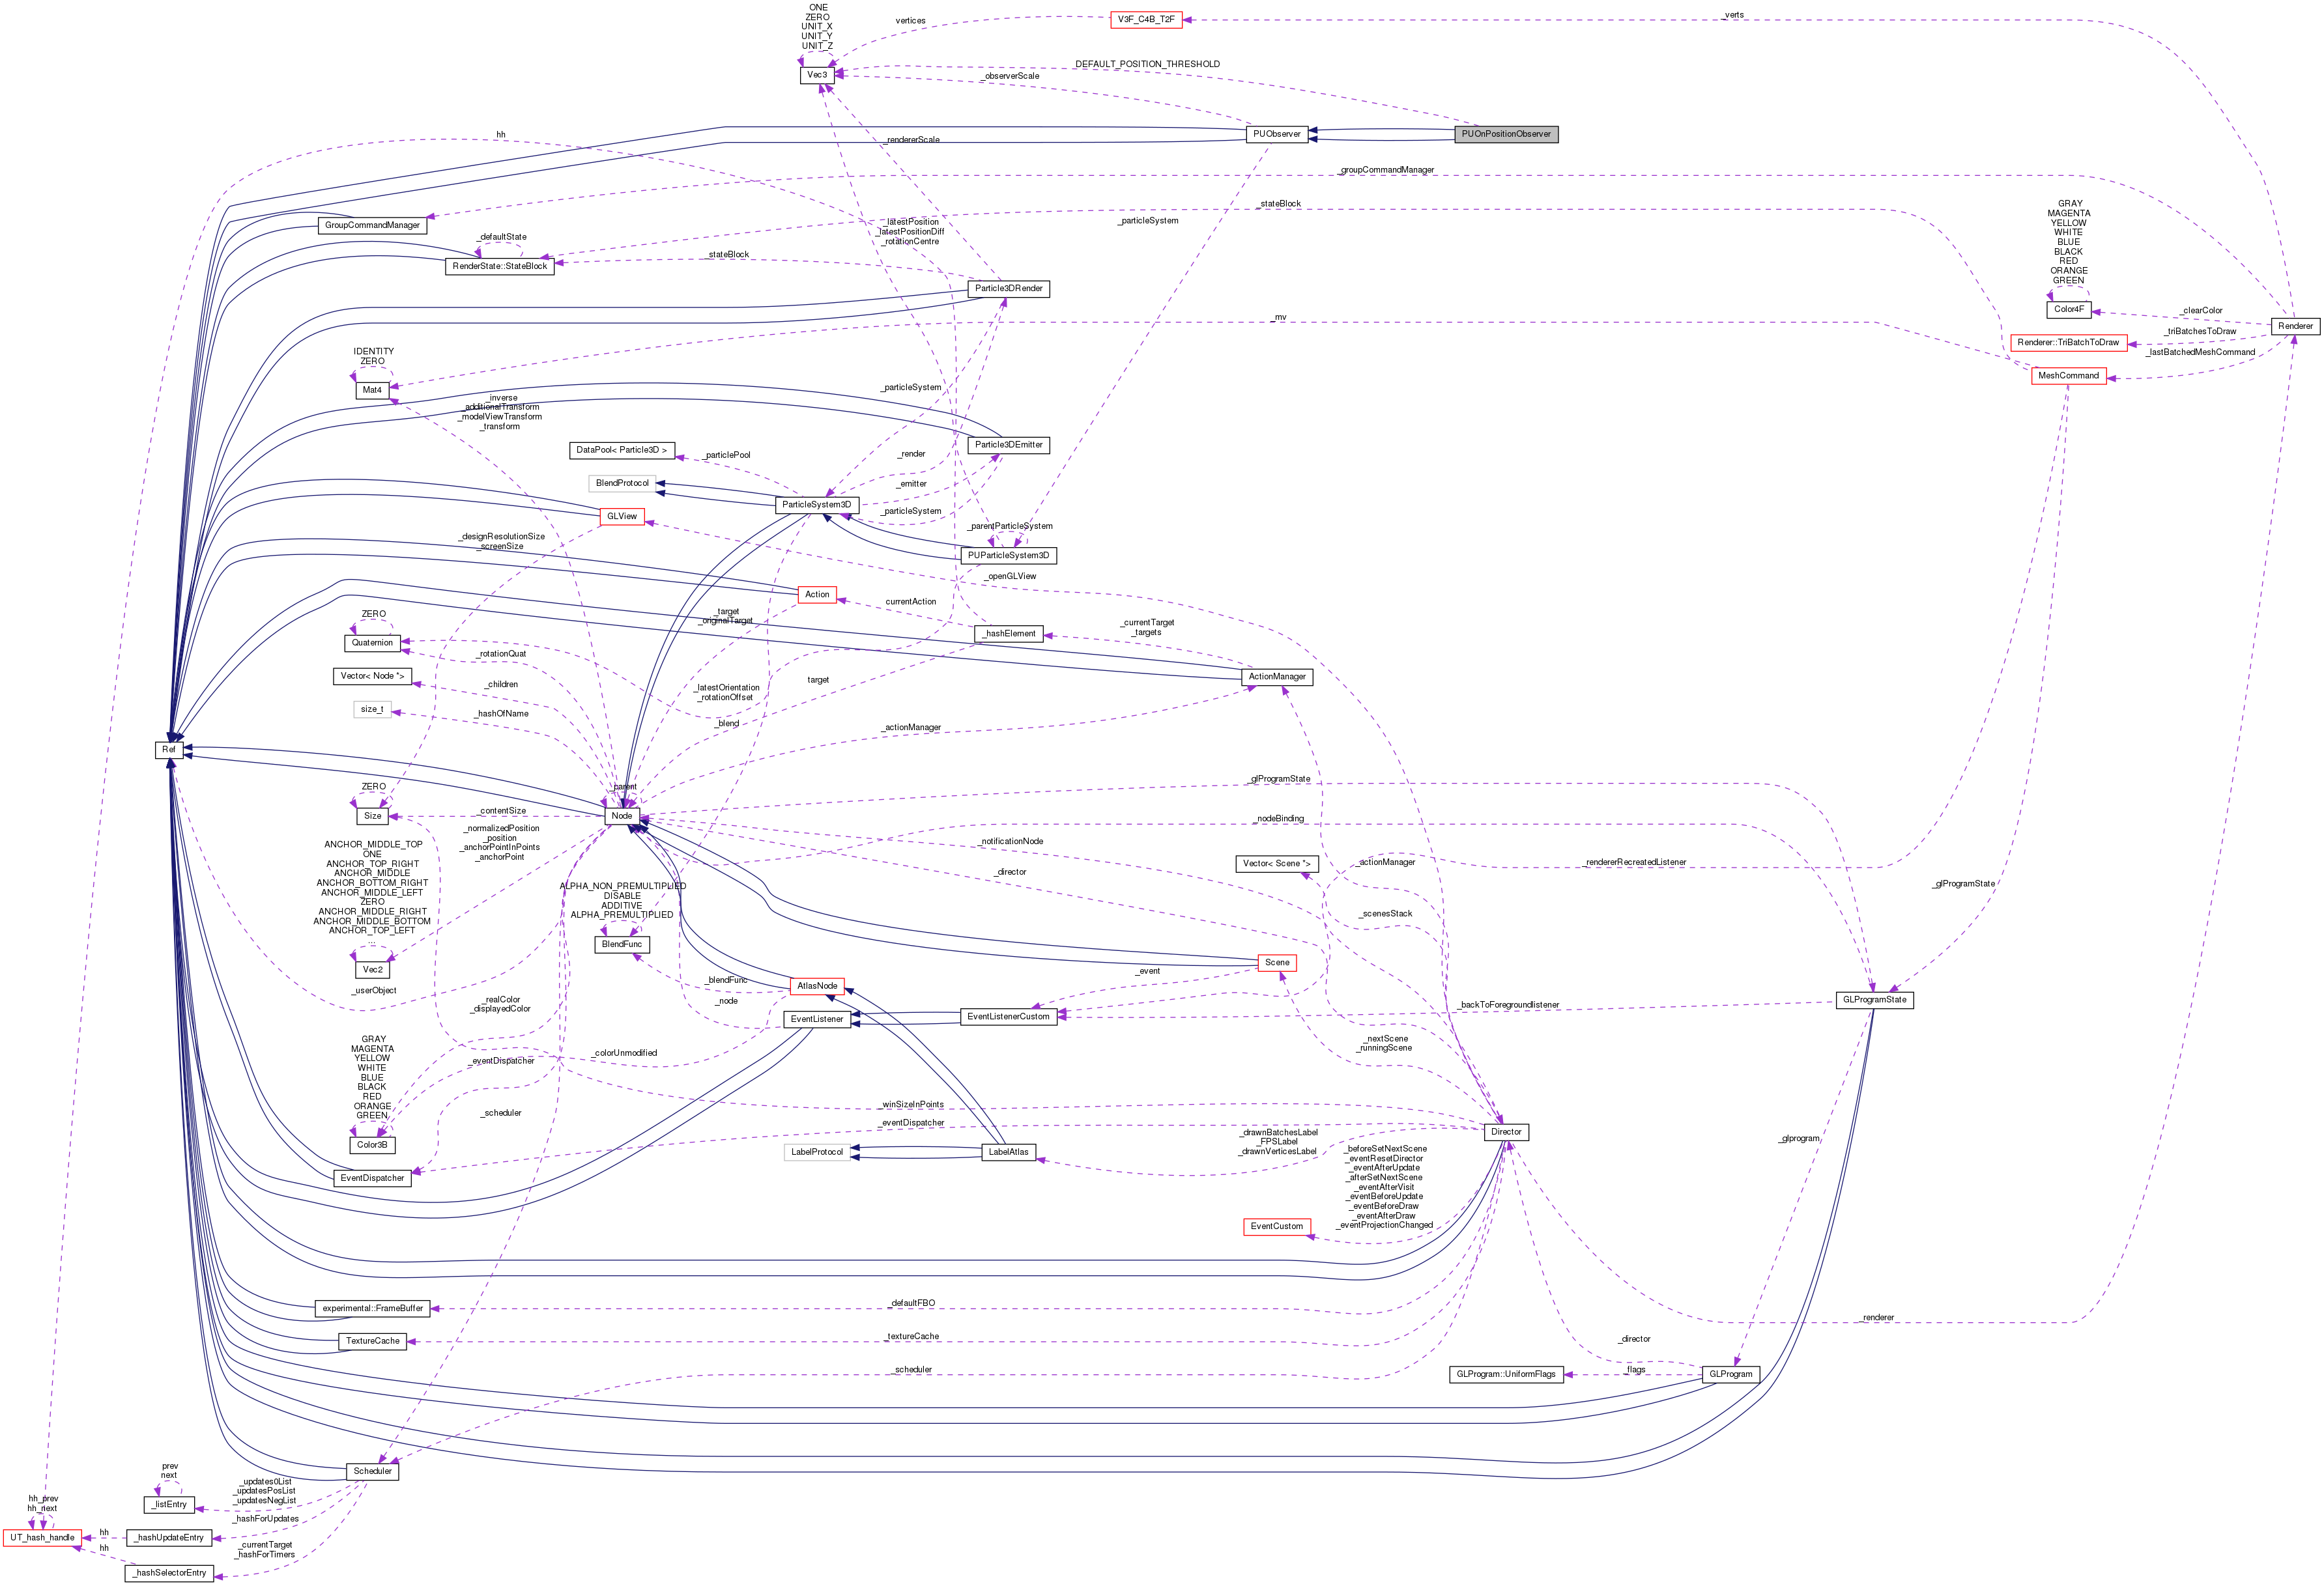 ONE
ZERO
UNIT_X
UNIT_Y
UNIT_Z
vertices
V3F_C4B_T2F
_verts
Vec3
DEFAULT_POSITION_THRESHOLD
_observerScale
hh
_rendererScale
PUObserver
PUOnPositionObserver
_groupCommandManager
GroupCommandManager
_latestPosition
_latestPositionDiff
_rotationCentre
_particleSystem
_stateBlock
GRAY
MAGENTA
YELLOW
WHITE
BLUE
BLACK
RED
ORANGE
GREEN
_defaultState
RenderState::StateBlock
_stateBlock
Particle3DRender
Color4F
_clearColor
Renderer
_mv
_triBatchesToDraw
Renderer::TriBatchToDraw
_lastBatchedMeshCommand
IDENTITY
ZERO
Mat4
MeshCommand
_inverse
_additionalTransform
_modelViewTransform
_transform
_particleSystem
Particle3DEmitter
DataPool< Particle3D >
_particlePool
_render
BlendProtocol
_emitter
ParticleSystem3D
_particleSystem
GLView
_parentParticleSystem
PUParticleSystem3D
_designResolutionSize
_screenSize
_openGLView
Action
currentAction
ZERO
Quaternion
_target
_originalTarget
_hashElement
_currentTarget
_targets
_rotationQuat
Vector< Node *>
_children
ActionManager
target
_latestOrientation
_rotationOffset
size_t
_hashOfName
_blend
_actionManager
Ref
_parent
_glProgramState
ZERO
Size
_contentSize
Node
_nodeBinding
_normalizedPosition
_position
_anchorPointInPoints
_anchorPoint
_notificationNode
ANCHOR_MIDDLE_TOP
ONE
ANCHOR_TOP_RIGHT
ANCHOR_MIDDLE
ANCHOR_BOTTOM_RIGHT
ANCHOR_MIDDLE_LEFT
ZERO
ANCHOR_MIDDLE_RIGHT
ANCHOR_MIDDLE_BOTTOM
ANCHOR_TOP_LEFT
...
Vec2
Vector< Scene *>
_actionManager
_rendererRecreatedListener
_director
_glProgramState
ALPHA_NON_PREMULTIPLIED
DISABLE
ADDITIVE
ALPHA_PREMULTIPLIED
BlendFunc
_scenesStack
Scene
_event
_userObject
_blendFunc
AtlasNode
_realColor
_displayedColor
_node
EventListener
EventListenerCustom
_backToForegroundlistener
GLProgramState
GRAY
MAGENTA
YELLOW
WHITE
BLUE
BLACK
RED
ORANGE
GREEN
Color3B
_eventDispatcher
_colorUnmodified
_nextScene
_runningScene
_scheduler
_winSizeInPoints
_eventDispatcher
Director
_glprogram
LabelProtocol
LabelAtlas
_drawnBatchesLabel
_FPSLabel
_drawnVerticesLabel
EventDispatcher
_beforeSetNextScene
_eventResetDirector
_eventAfterUpdate
_afterSetNextScene
_eventAfterVisit
_eventBeforeUpdate
_eventBeforeDraw
_eventAfterDraw
_eventProjectionChanged
EventCustom
experimental::FrameBuffer
_defaultFBO
TextureCache
_textureCache
_renderer
_director
_scheduler
GLProgram::UniformFlags
_flags
GLProgram
Scheduler
prev
next
_listEntry
_updates0List
_updatesPosList
_updatesNegList
hh_prev
hh_next
UT_hash_handle
hh
_hashUpdateEntry
_hashForUpdates
hh
_currentTarget
_hashForTimers
_hashSelectorEntry